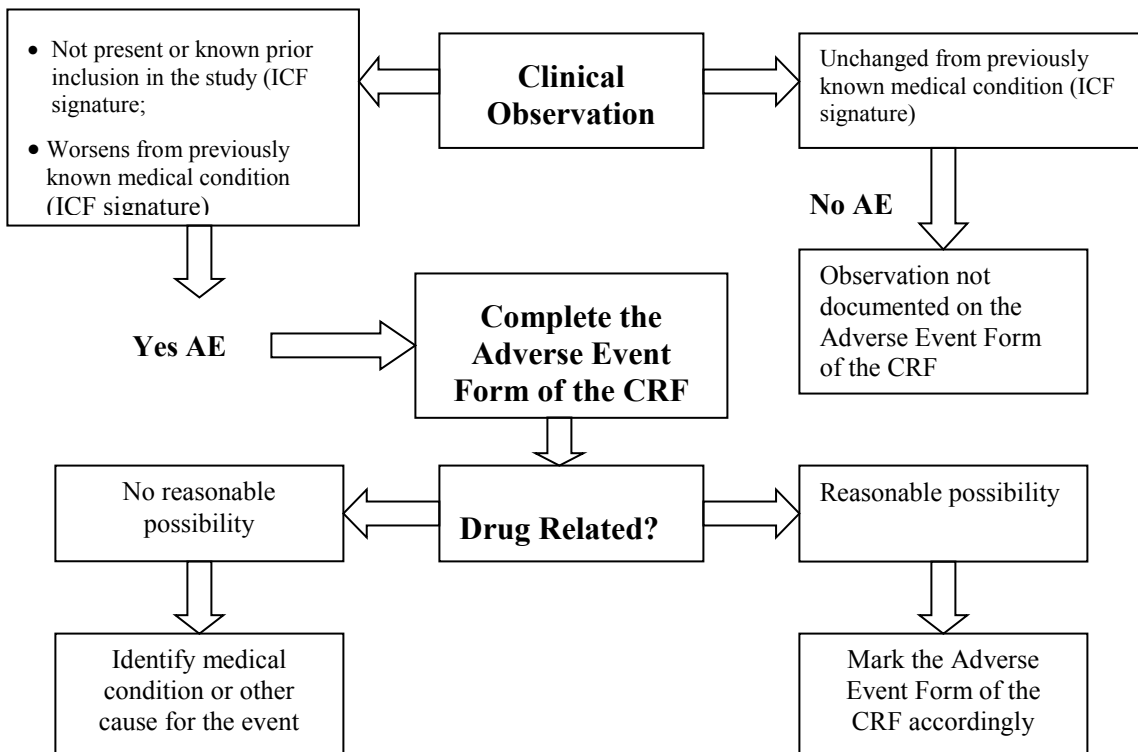 • Not present or known prior
inclusion in the study (ICF
signature;
• Worsens from previously
known medical condition
(ICF signature)
Clinical
Observation
Unchanged from previously
known medical condition (ICF
signature)
No AE
Observation not
documented on the
Adverse Event Form
of the CRF
Yes AE
Complete the
Adverse Event
Form of the CRF
No reasonable
possibility
Drug Related?
Reasonable possibility
Identify medical
condition or other
cause for the event
Mark the Adverse
Event Form of the
CRF accordingly